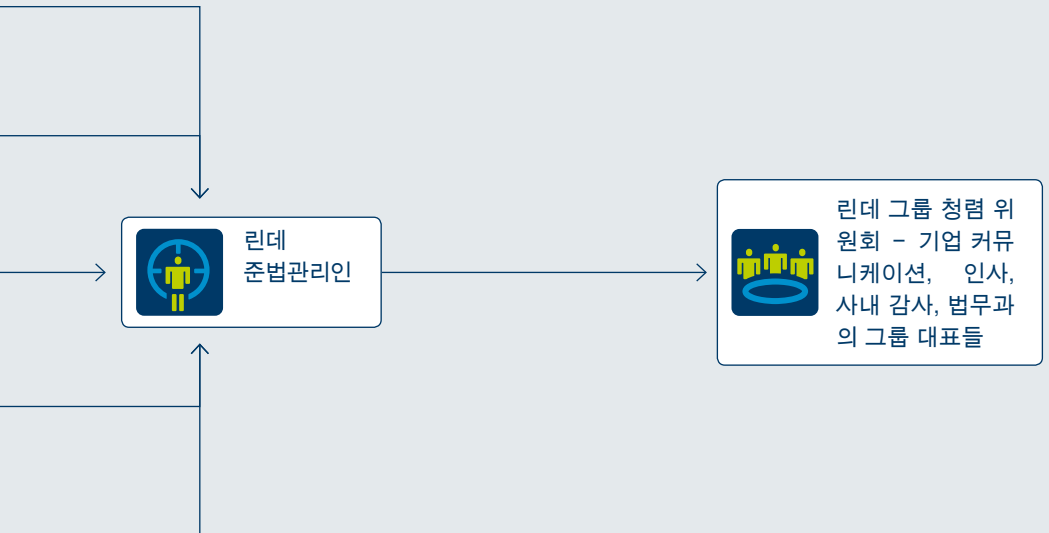 린데
준법관리인
린데 그룹 청렴 위
원회 – 기업 커뮤
니케이션, 인사,
사내 감사, 법무과
의 그룹 대표들